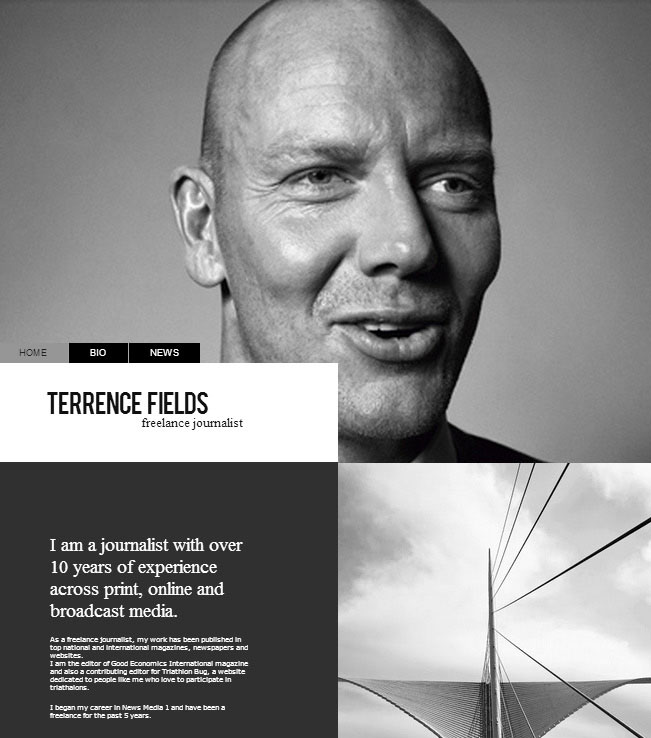 HOME BIO NEWS
TERRENCE FIELDS
freelance journalist
I am a journalist with over
10 years of experience
across print, online and
broadcast media.
As a freelance journalist, my work has been published in
top national and international magazines, newspapers and
websites.
I am the editor of Good Economics International magazine
and also a contributing editor for Triathlon Bug, a website
dedicated to people like me who love to participate in
triathalons.
I began my career in News Media 1 and have been a
freelance for the past 5 years.